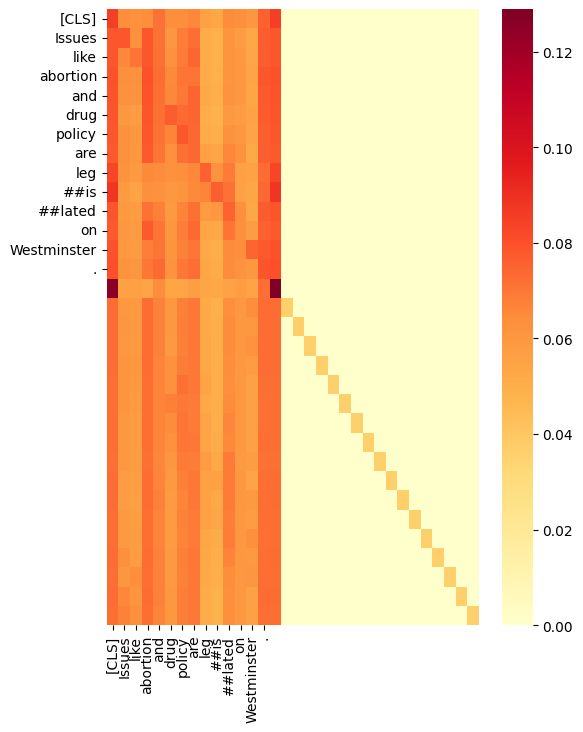 [CLS]
Issues
like
abortion
and
drug
policy
are
leg
##is
##lated
on
Westminster
.
0.12
0.10
0.08
0.06
0.04
0.02
0.00
[CLS]
Issues
like
abortion
and
drug
policy
are
leg
##is
##lated
on
Westminster
.